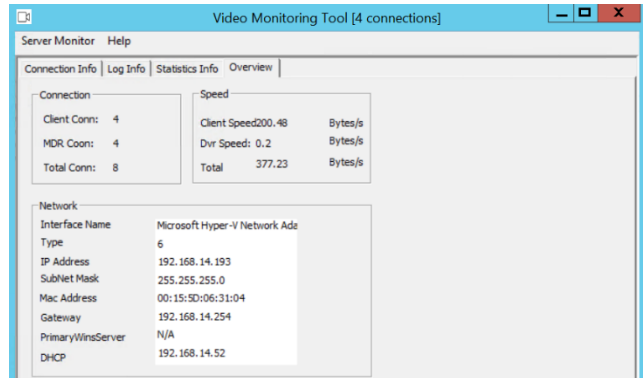 Video Monitoring Tool [4 connections]
Server Monitor Help
Connection Info Log Info Statistics Info Overview
Connection
Client Conn: 4
MDR Coon: 4
Total Conn: 8
Speed
Client Speed200.48 Bytes/s
Dvr Speed: 0.2 Bytes/s
Total 377.23 Bytes/s
Network
Interface Name Microsoft Hyper-V Network Ada
Type 6
IP Address 192.168.14.193
SubNet Mask 255.255.255.0
Mac Address 00:15:5D:06:31:04
Gateway 192.168.14.254
PrimaryWinsServer N/A
DHCP 192.168.14.52